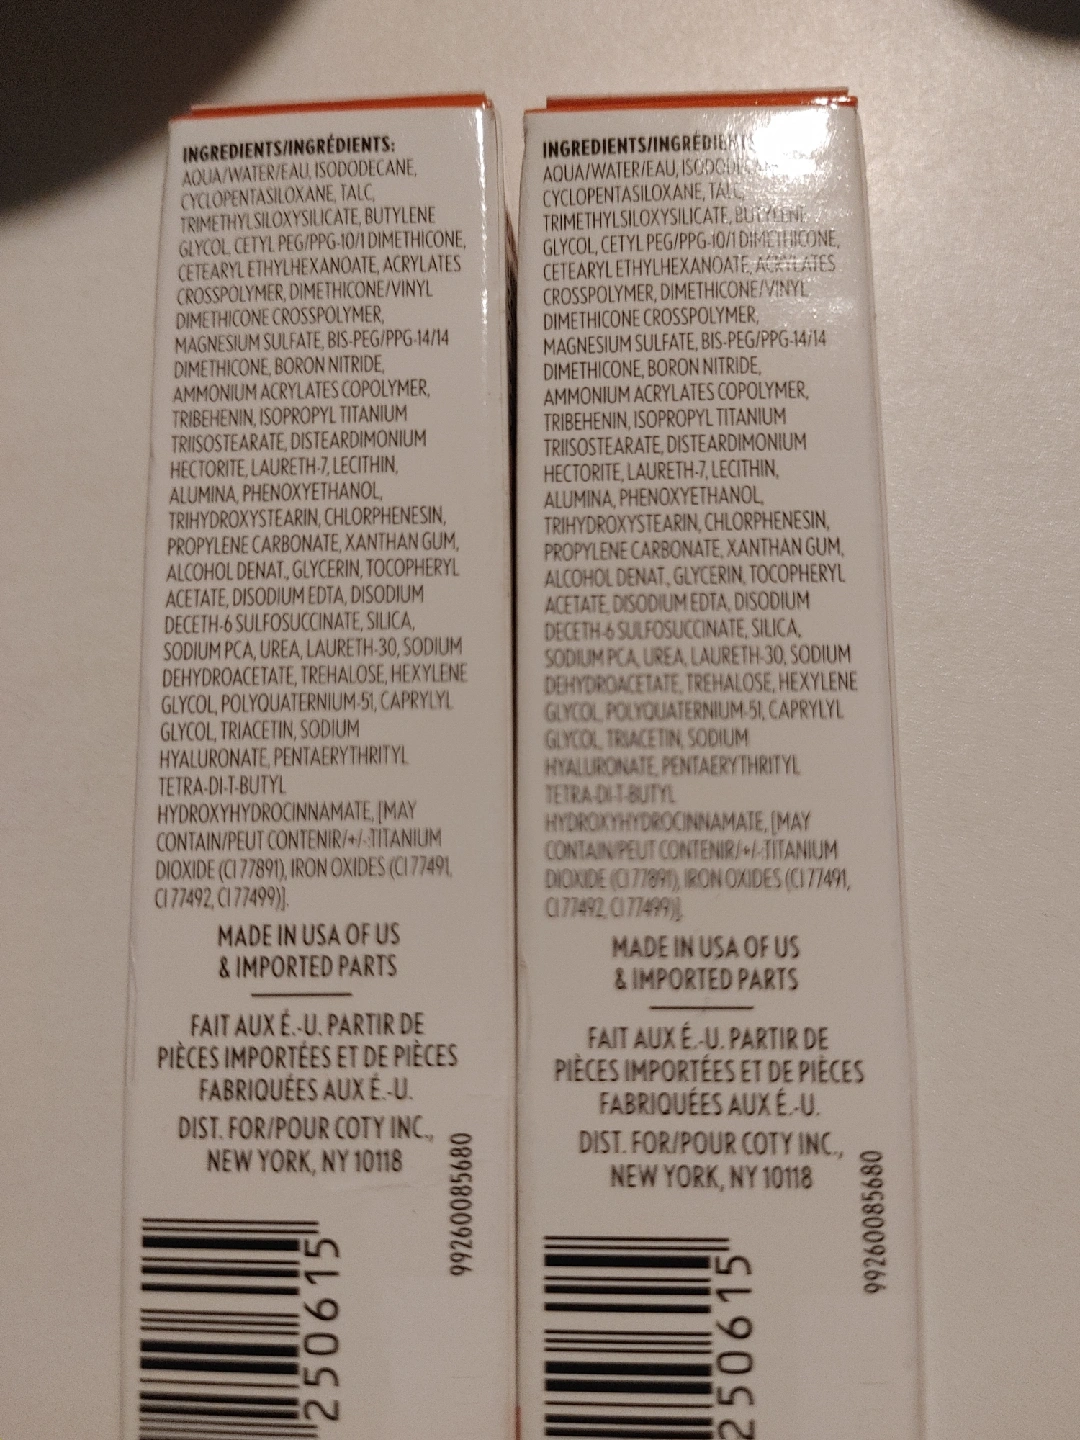 INGREDIENTS/INGRÉDIENTS:
AQUA/WATER/EAU, ISODODECANE,
CYCLOPENTASILOXANE, TALC,
TRIMETHYLSILOXYSILICATE, BUTYLENE
GLYCOL, CETYL PEG/PPG-10/1 DIMETHICONE,
CETEARYL ETHYLHEXANOATE, ACRYLATES
CROSSPOLYMER, DIMETHICONE/VINYL
DIMETHICONE CROSSPOLYMER,
MAGNESIUM SULFATE, BIS-PEG/PPG-14/14
DIMETHICONE, BORON NITRIDE,
AMMONIUM ACRYLATES COPOLYMER,
TRIBEHENIN, ISOPROPYL TITANIUM
TRIISOSTEARATE, DISTEARDIMONIUM
HECTORITE, LAURETH-7, LECITHIN,
ALUMINA, PHENOXYETHANOL,
TRIHYDROXYSTEARIN, CHLORPHENESIN,
PROPYLENE CARBONATE, XANTHAN GUM,
ALCOHOL DENAT., GLYCERIN, TOCOPHERYL
ACETATE, DISODIUM EDTA, DISODIUM
DECETH-6 SULFOSUCCINATE, SILICA,
SODIUM PCA, UREA, LAURETH-30, SODIUM
DEHYDROACETATE, TREHALOSE, HEXYLENE
GLYCOL, POLYQUATERNIUM-51, CAPRYLYL
GLYCOL, TRIACETIN, SODIUM
HYALURONATE, PENTAERYTHRITYL
TETRA-DI-T-BUTYL
HYDROXYHYDROCINNAMATE, [MAY
CONTAIN/PEUT CONTENIR/+/-:TITANIUM
DIOXIDE (CI 77891), IRON OXIDES (CI 77491,
CI 77492, CI 77499)].
MADE IN USA OF US
& IMPORTED PARTS
FAIT AUX É.-U. PARTIR DE
PIÈCES IMPORTÉES ET DE PIÈCES
FABRIQUÉES AUX É.-U.
DIST. FOR/POUR COTY INC.,
NEW YORK, NY 10118
99260085680
250615
INGREDIENTS/INGRÉDIENTS
AQUA/WATER/EAU, ISODODECANE,
CYCLOPENTASILOXANE, TALC,
TRIMETHYLSILOXYSILICATE, BUTYLENE
GLYCOL, CETYL PEG/PPG-10/1 DIMETHICONE,
CETEARYL ETHYLHEXANOATE, ACRYLATES
CROSSPOLYMER, DIMETHICONE/VINYL
DIMETHICONE CROSSPOLYMER,
MAGNESIUM SULFATE, BIS-PEG/PPG-14/14
DIMETHICONE, BORON NITRIDE,
AMMONIUM ACRYLATES COPOLYMER,
TRIBEHENIN, ISOPROPYL TITANIUM
TRIISOSTEARATE, DISTEARDIMONIUM
HECTORITE, LAURETH-7, LECITHIN,
ALUMINA, PHENOXYETHANOL,
TRIHYDROXYSTEARIN, CHLORPHENESIN,
PROPYLENE CARBONATE, XANTHAN GUM,
ALCOHOL DENAT., GLYCERIN, TOCOPHERYL
ACETATE, DISODIUM EDTA, DISODIUM
DECETH-6 SULFOSUCCINATE, SILICA,
SODIUM PCA, UREA, LAURETH-30, SODIUM
DEHYDROACETATE, TREHALOSE, HEXYLENE
GLYCOL, POLYQUATERNIUM-51, CAPRYLYL
GLYCOL, TRIACETIN, SODIUM
HYALURONATE, PENTAERYTHRITYL
TETRA-DI-T-BUTYL
HYDROXYHYDROCINNAMATE, [MAY
CONTAIN/PEUT CONTENIR/+/-:TITANIUM
DIOXIDE (CI 77891), IRON OXIDES (CI 77491,
CI 77492, CI 77499)].
MADE IN USA OF US
& IMPORTED PARTS
FAIT AUX É.-U. PARTIR DE
PIÈCES IMPORTÉES ET DE PIÈCES
FABRIQUÉES AUX É.-U.
DIST. FOR/POUR COTY INC.,
NEW YORK, NY 10118
99260085680
250615